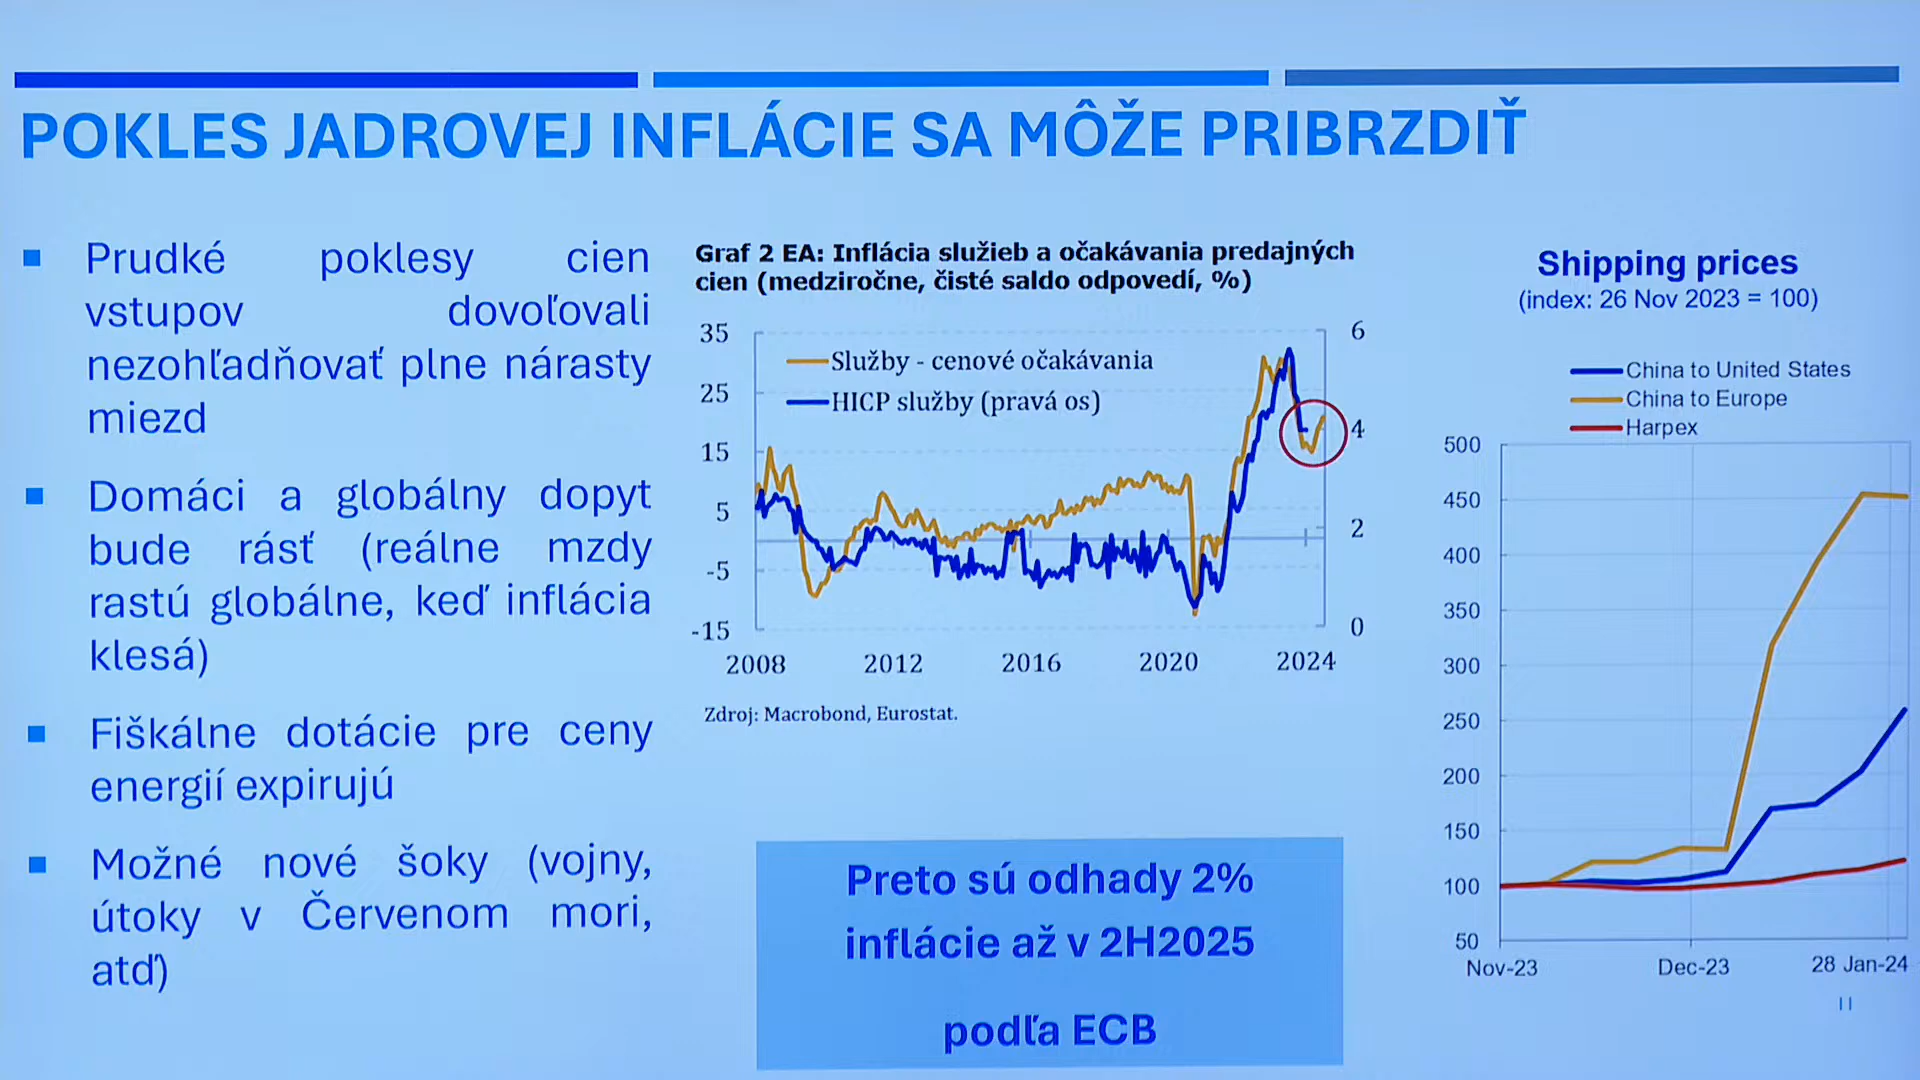 POKLES JADROVEJ INFLÁCIE SA MÔŽE PRIBRZDIŤ
Prudké poklesy cien
vstupov dovoľovali
nezohľadňovať plne nárasty
miezd
Domáci a globálny dopyt
bude rásť (reálne mzdy
rastú globálne, keď inflácia
klesá)
Fiškálne dotácie pre ceny
energií expirujú
Možné nové šoky (vojny,
útoky v Červenom mori,
atď)
Graf 2 EA: Inflácia služieb a očakávania predajných
cien (medziročne, čisté saldo odpovedí, %)
Služby - cenové očakávania
HICP služby (pravá os)
35
25
15
5
-5
-15
6
4
2
0
2008 2012 2016 2020 2024
Zdroj: Macrobond, Eurostat.
Preto sú odhady 2%
inflácie až v 2H2025
podľa ECB
Shipping prices
(index: 26 Nov 2023 = 100)
China to United States
China to Europe
Harpex
500
450
400
350
300
250
200
150
100
50
Nov-23 Dec-23 28 Jan-24
11